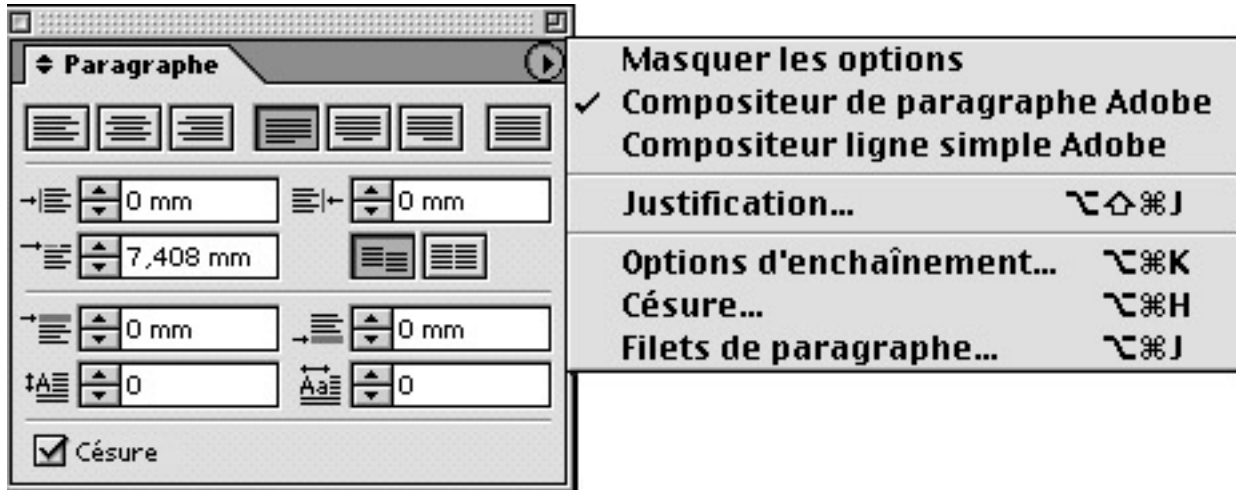 Paragraphe
0 mm
0 mm
7,408 mm
0 mm
0 mm
0
0
Césure
Masquer les options
✓ Compositeur de paragraphe Adobe
Compositeur ligne simple Adobe
Justification... ⌥⇧⌘J
Options d'enchaînement... ⌥⌘K
Césure... ⌥⌘H
Filets de paragraphe... ⌥⌘J